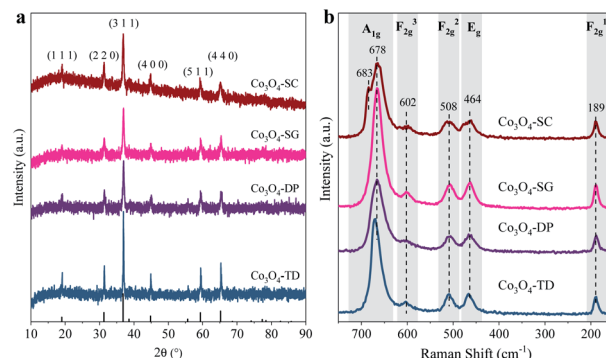 a
(1 1 1)
(2 2 0)
(3 1 1)
(4 0 0)
(5 1 1)
(4 4 0)
Co₃O₄-SC
Co₃O₄-SG
Co₃O₄-DP
Co₃O₄-TD
Intensity (a.u.)
10 20 30 40 50 60 70 80 90
2θ (°)
b
A₁g F₂g³ F₂g² Eg F₂g¹
678
683
602
508
464
189
Co₃O₄-SC
Co₃O₄-SG
Co₃O₄-DP
Co₃O₄-TD
Intensity (a.u.)
700 600 500 400 300 200
Raman Shift (cm⁻¹)